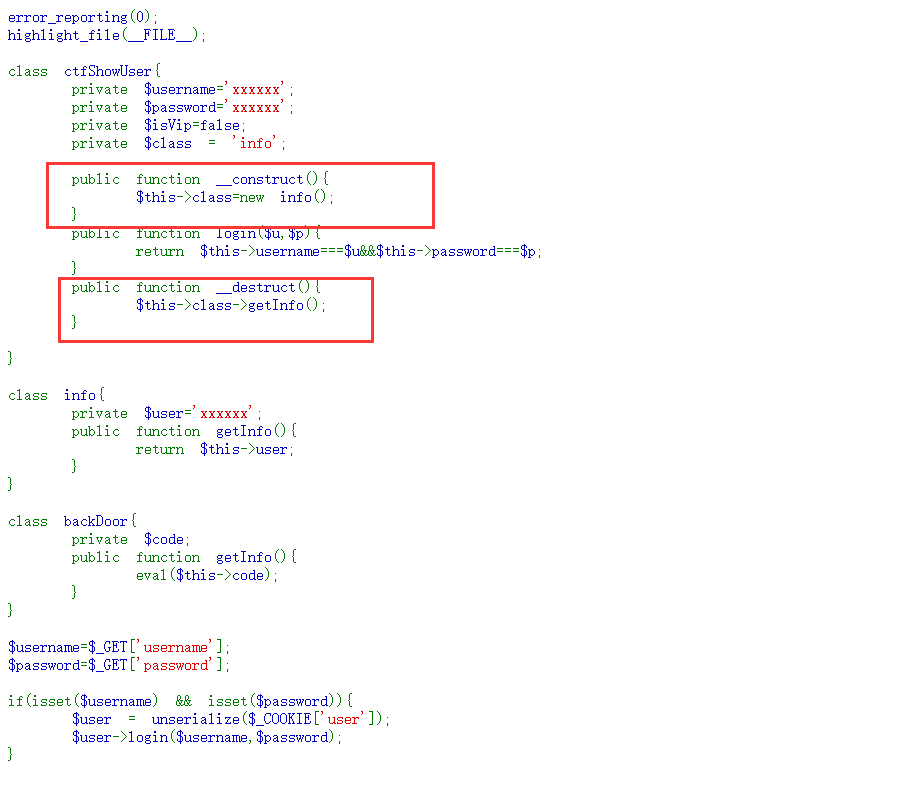 error_reporting(0);
highlight_file(__FILE__);
class ctfShowUser{
private $username='xxxxxx';
private $password='xxxxxx';
private $isVip=false;
private $class = 'info';
public function __construct(){
$this->class=new info();
}
public function login($u,$p){
return $this->username===$u&&$this->password===$p;
}
public function __destruct(){
$this->class->getInfo();
}
}
class info{
private $user='xxxxxx';
public function getInfo(){
return $this->user;
}
}
class backDoor{
private $code;
public function getInfo(){
eval($this->code);
}
}
$username=$_GET['username'];
$password=$_GET['password'];
if(isset($username) && isset($password)){
$user = unserialize($_COOKIE['user']);
$user->login($username,$password);
}